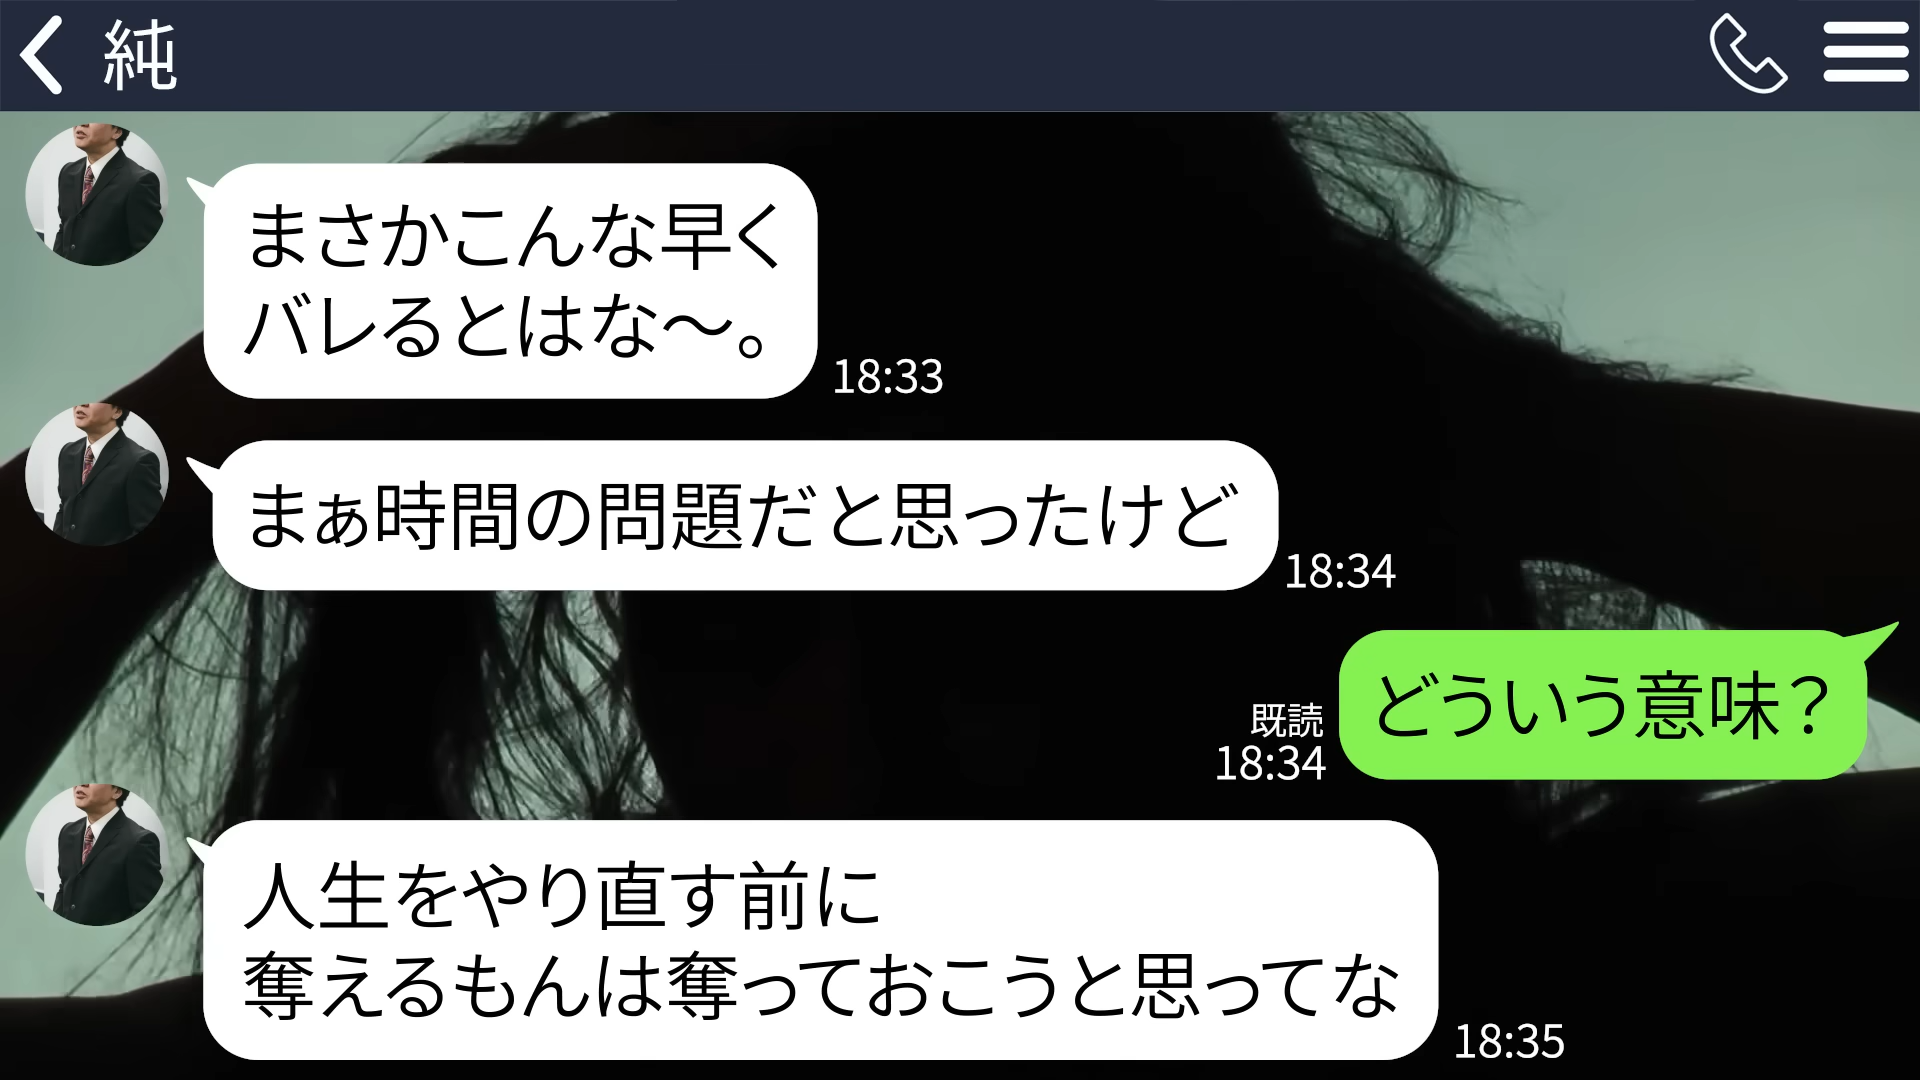 純
まさかこんな早く
バレるとはな〜。
18:33
まぁ時間の問題だと思ったけど
18:34
どういう意味？
既読
18:34
人生をやり直す前に
奪えるもんは奪っておこうと思ってな
18:35